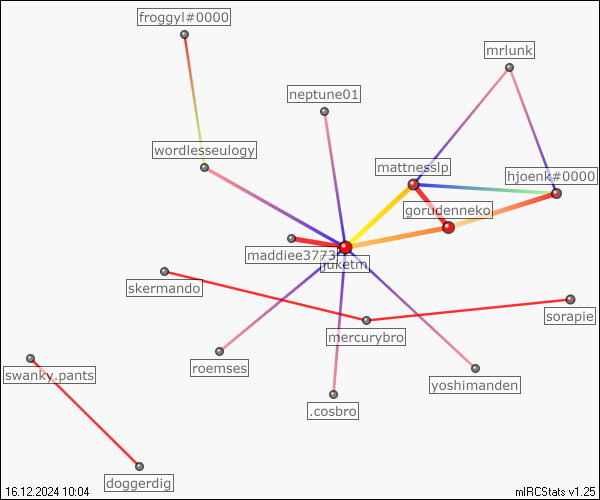 froggyl#0000
mrlunk
neptune01
wordlesseulogy
mattnesslp
hjoenk#0000
gorudenneko
maddiee3773
juketm
skermando
sorapie
mercurybro
roemses
swanky.pants
yoshimanden
.cosbro
doggerdig
16.12.2024 10:04
mIRCStats v1.25